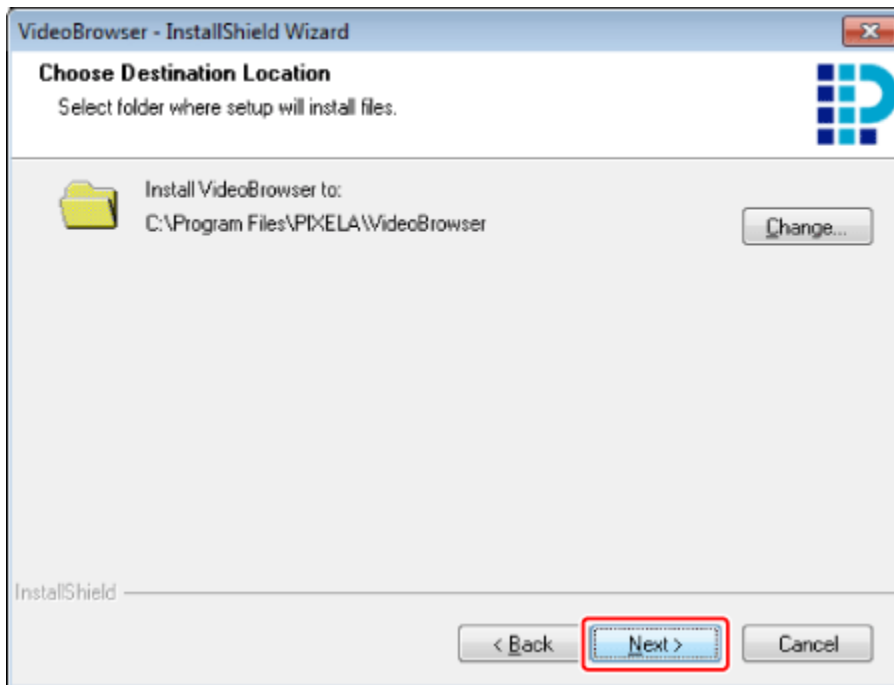 VideoBrowser - InstallShield Wizard
Choose Destination Location
Select folder where setup will install files.
Install VideoBrowser to:
C:\Program Files\PIXELA\VideoBrowser
Change...
InstallShield
< Back
Next >
Cancel